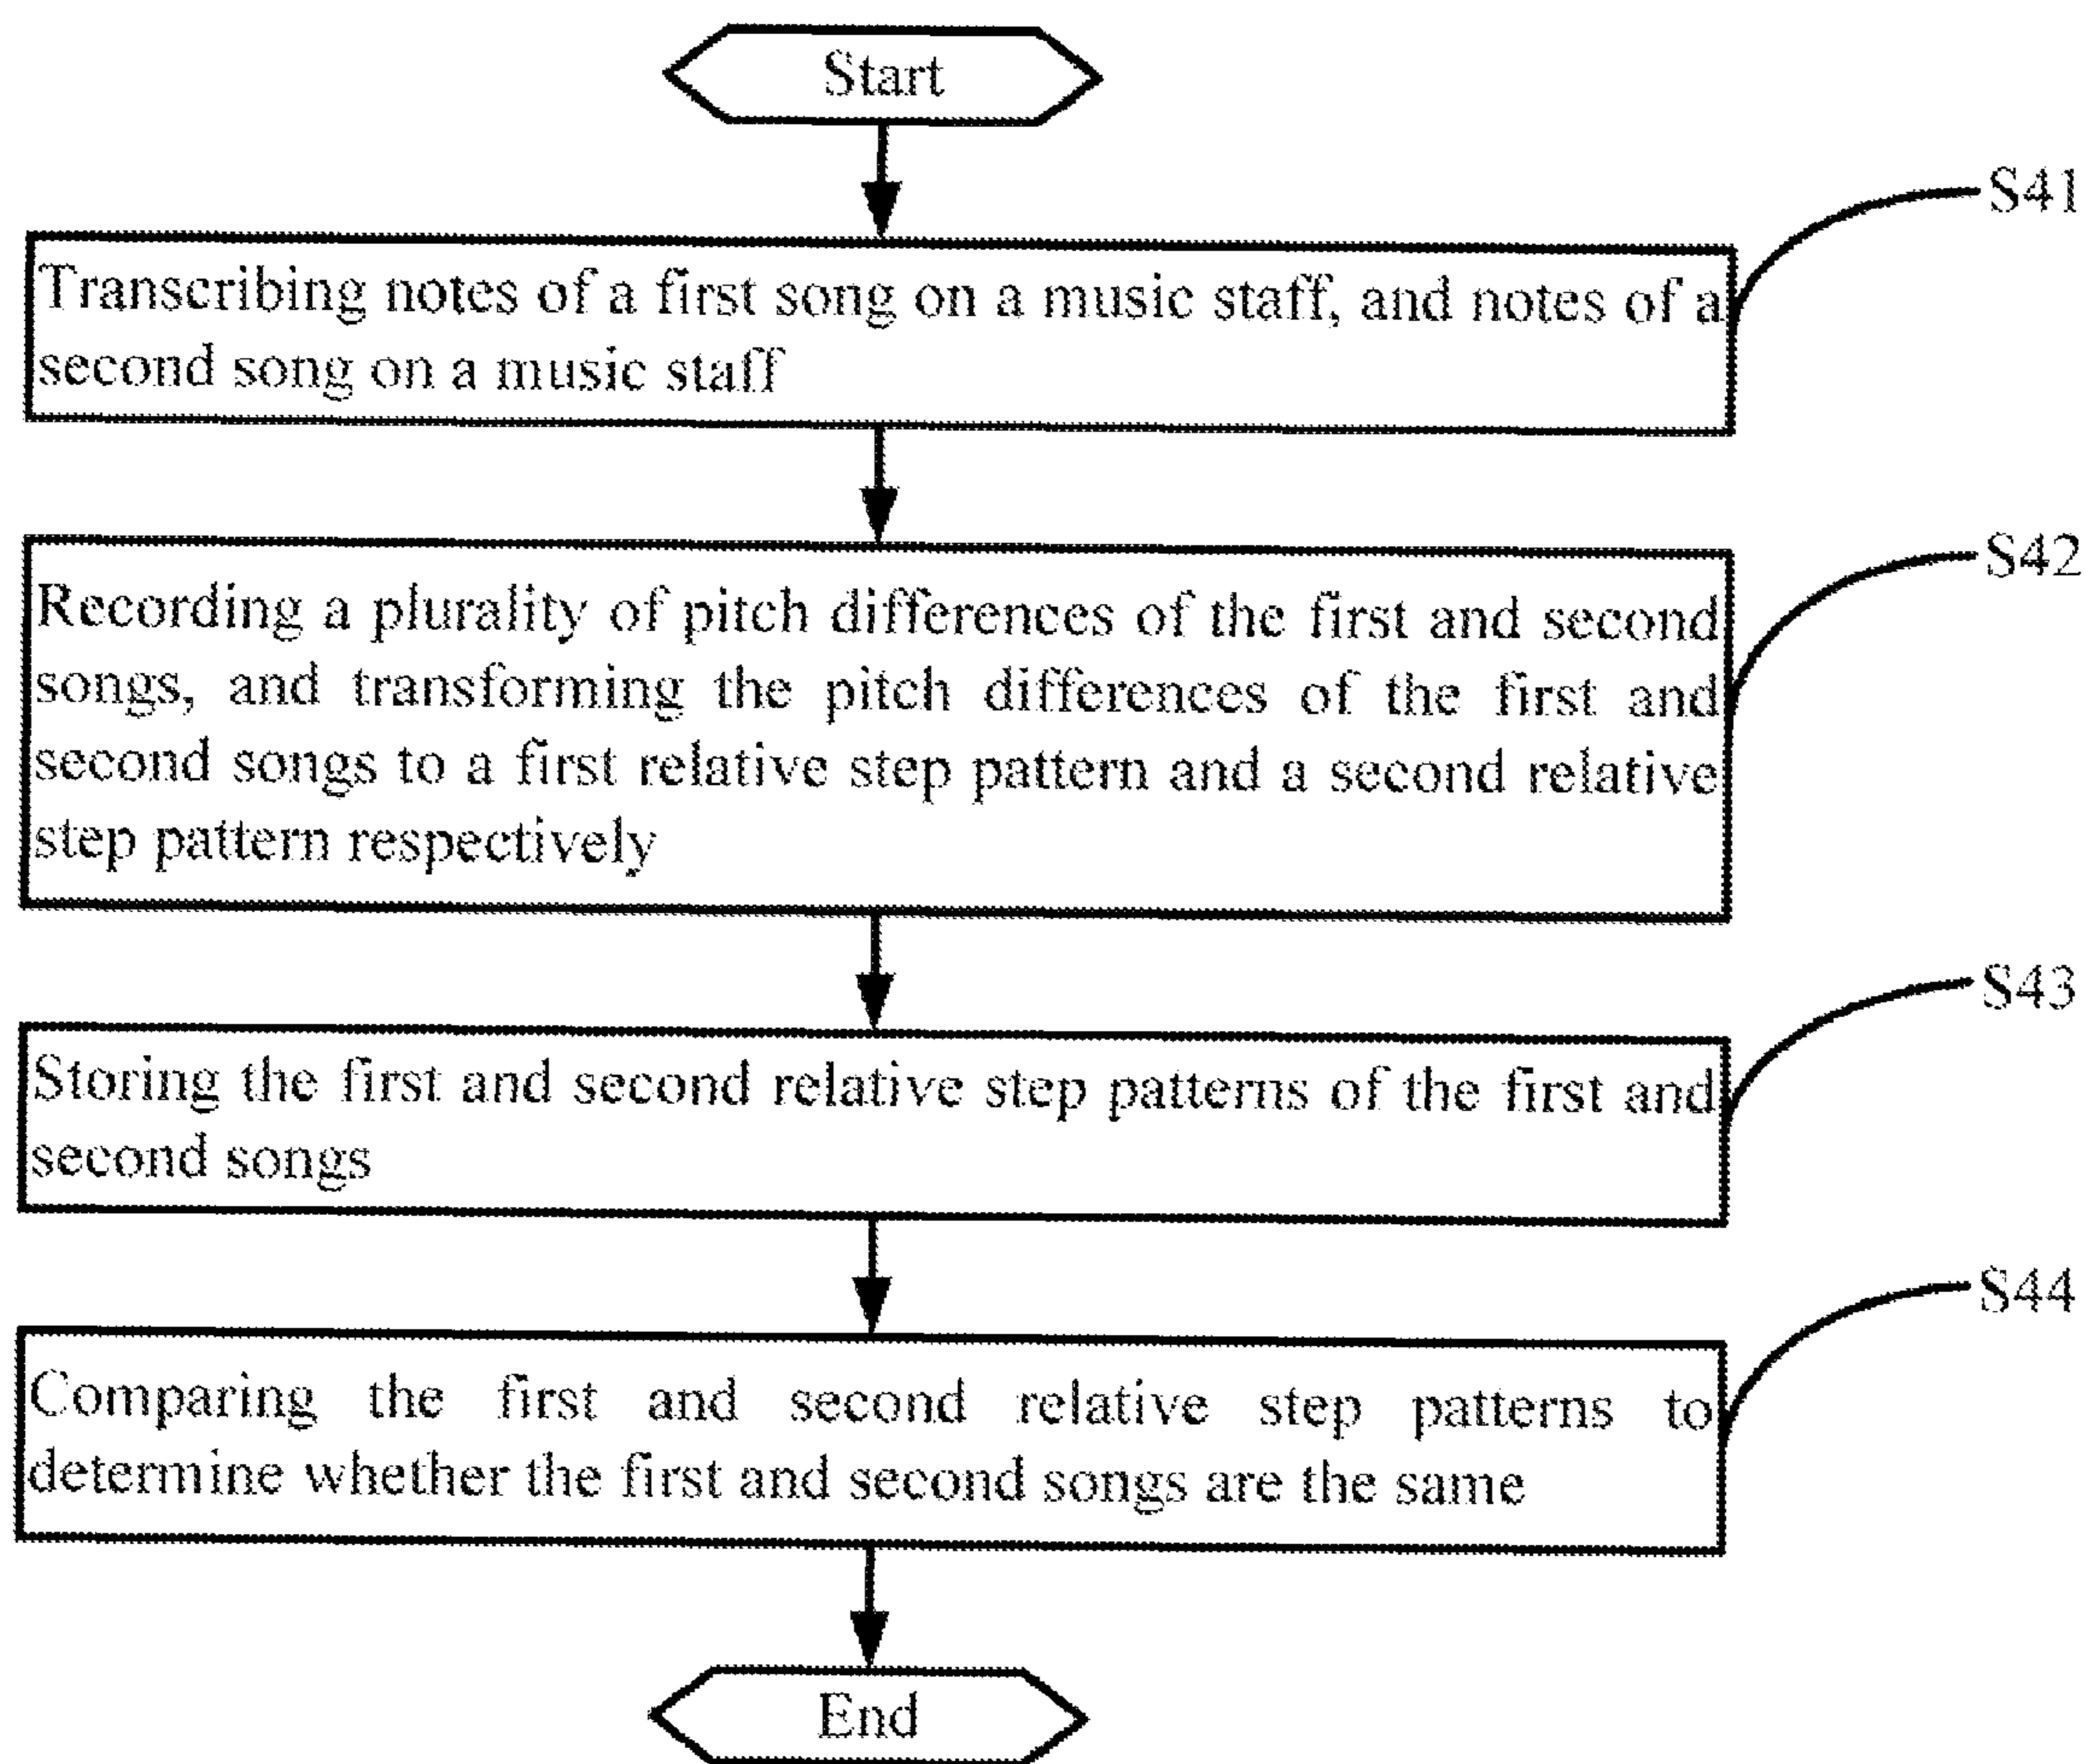 Start
S41
Transcribing notes of a first song on a music staff, and notes of a
second song on a music staff
S42
Recording a plurality of pitch differences of the first and second
songs, and transforming the pitch differences of the first and
second songs to a first relative step pattern and a second relative
step pattern respectively
S43
Storing the first and second relative step patterns of the first and
second songs
S44
Comparing the first and second relative step patterns to
determine whether the first and second songs are the same
End